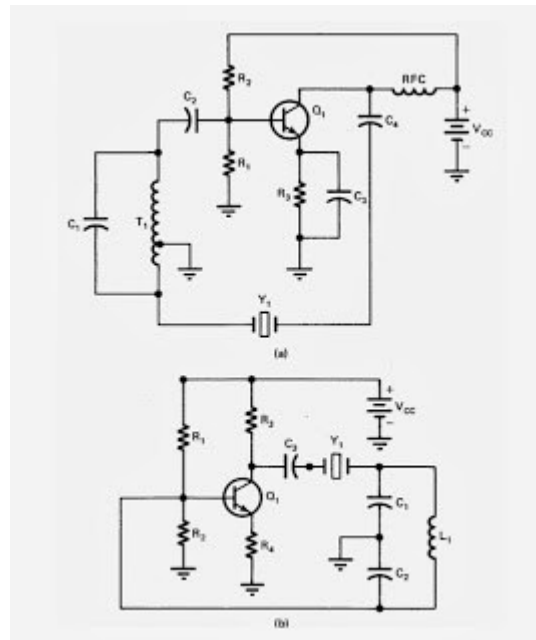 R2
RFC
C2
Q1
C4
+
VCC
−
R1
R3
C3
C1
T1
Y1
(a)
+
VCC
−
R1
R3
C3
Y1
Q1
C1
L1
R2
R4
C2
(b)